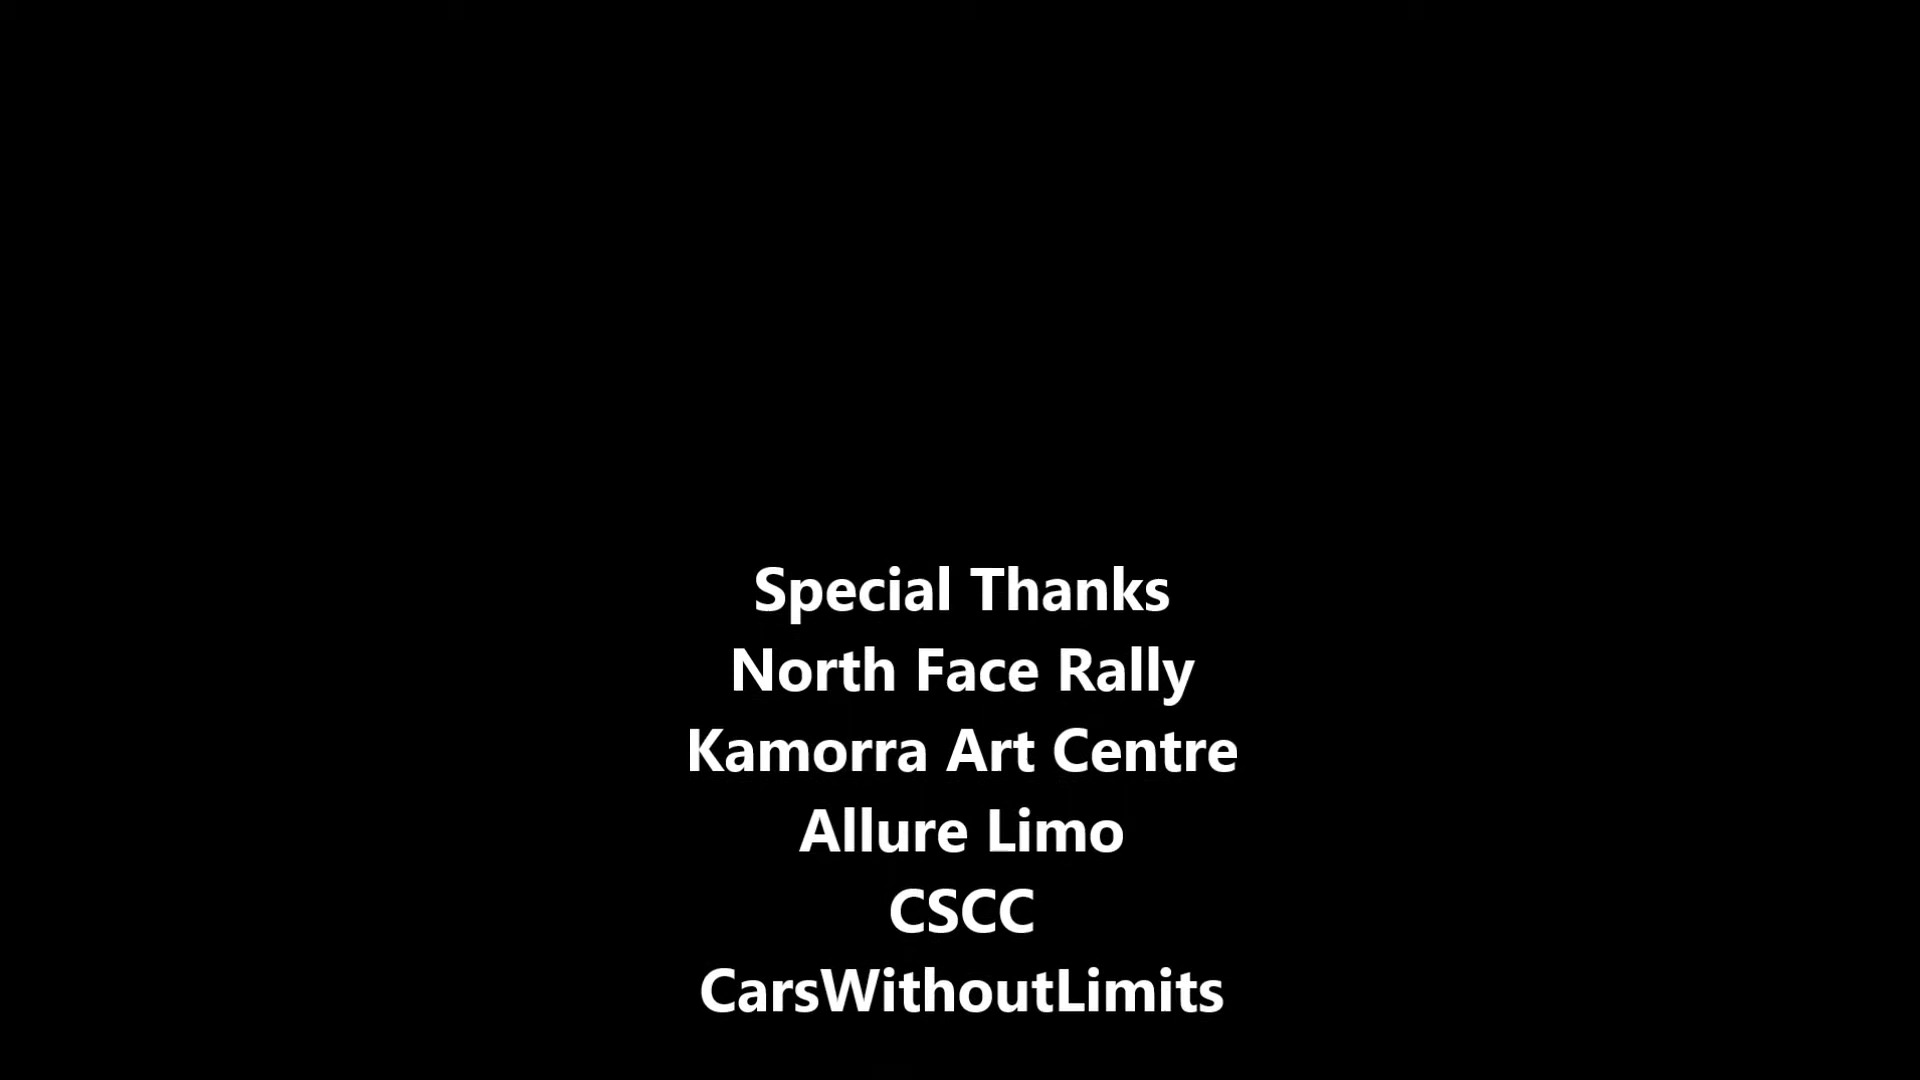 Special Thanks
North Face Rally
Kamorra Art Centre
Allure Limo
CSCC
CarsWithoutLimits